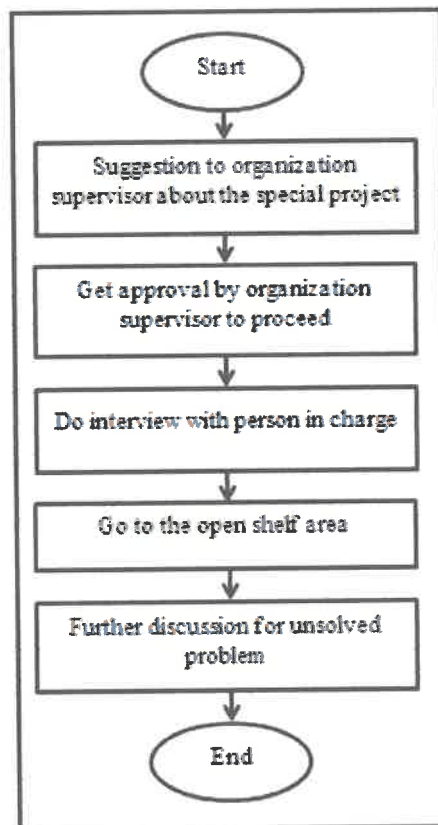 Start
Suggestion to organization
supervisor about the special project
Get approval by organization
supervisor to proceed
Do interview with person in charge
Go to the open shelf area
Further discussion for unsolved
problem
End